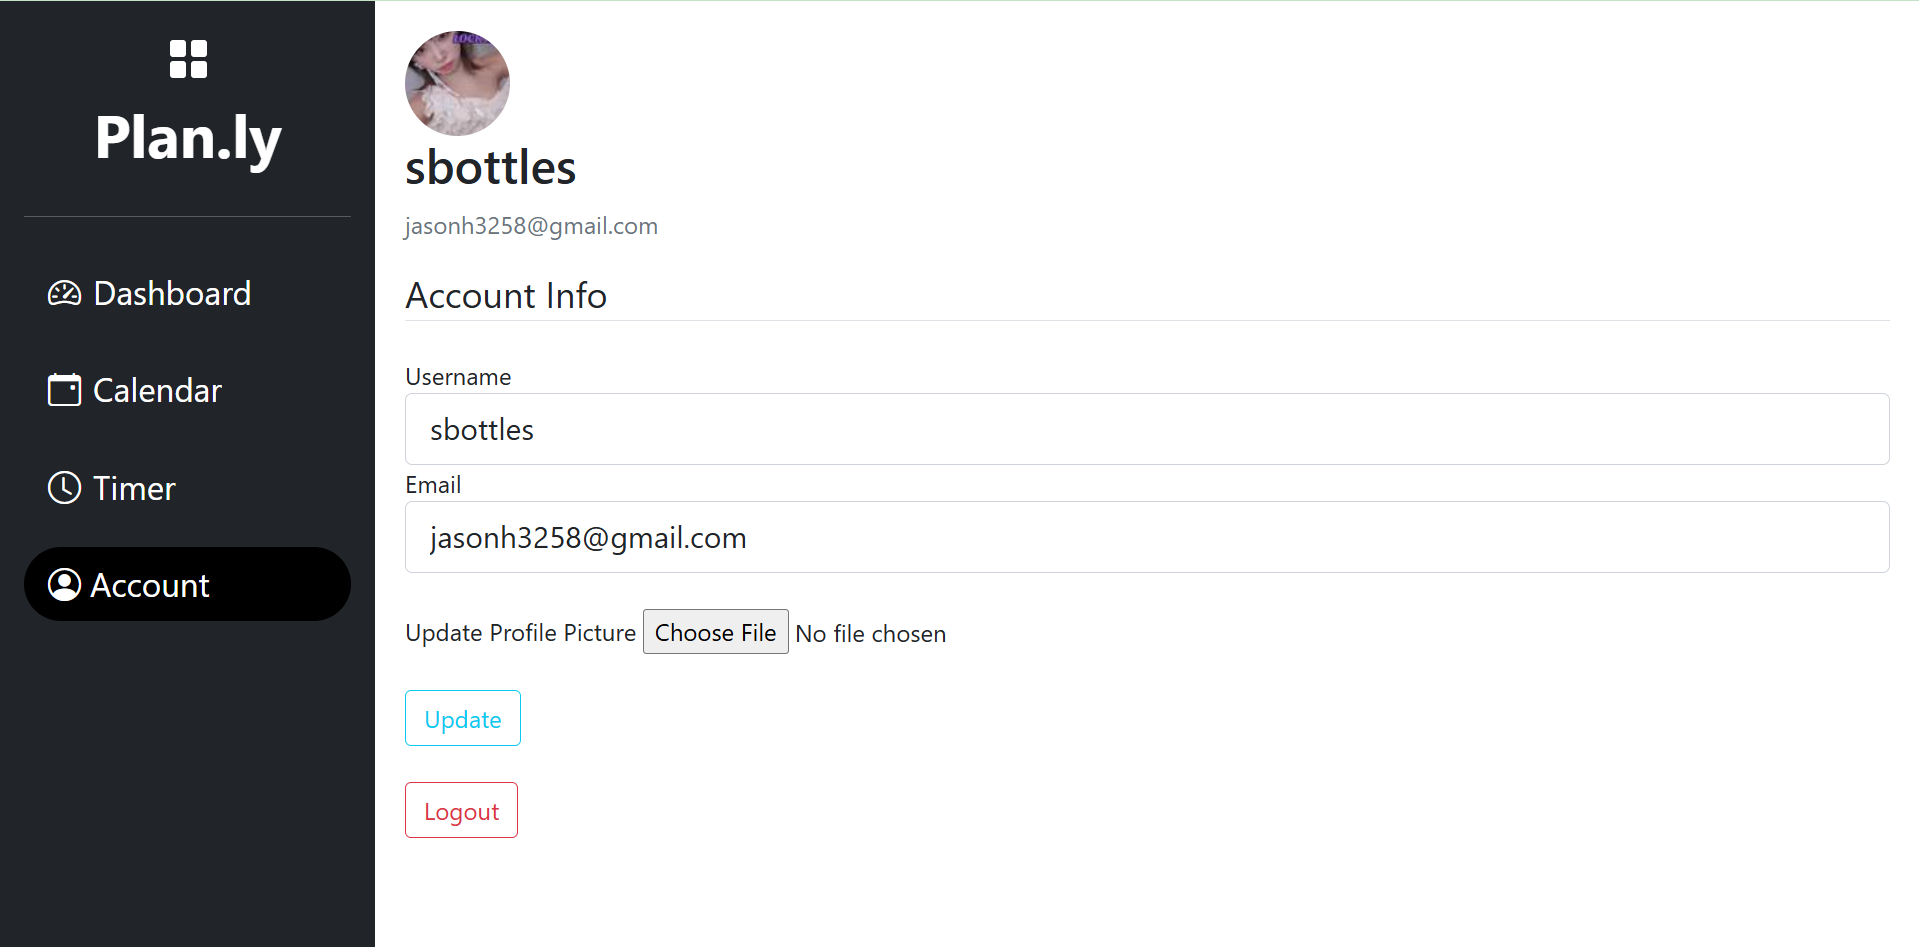 Plan.ly
Dashboard
Calendar
Timer
Account
sbottles
jasonh3258@gmail.com
Account Info
Username
sbottles
Email
jasonh3258@gmail.com
Update Profile Picture Choose File No file chosen
Update
Logout